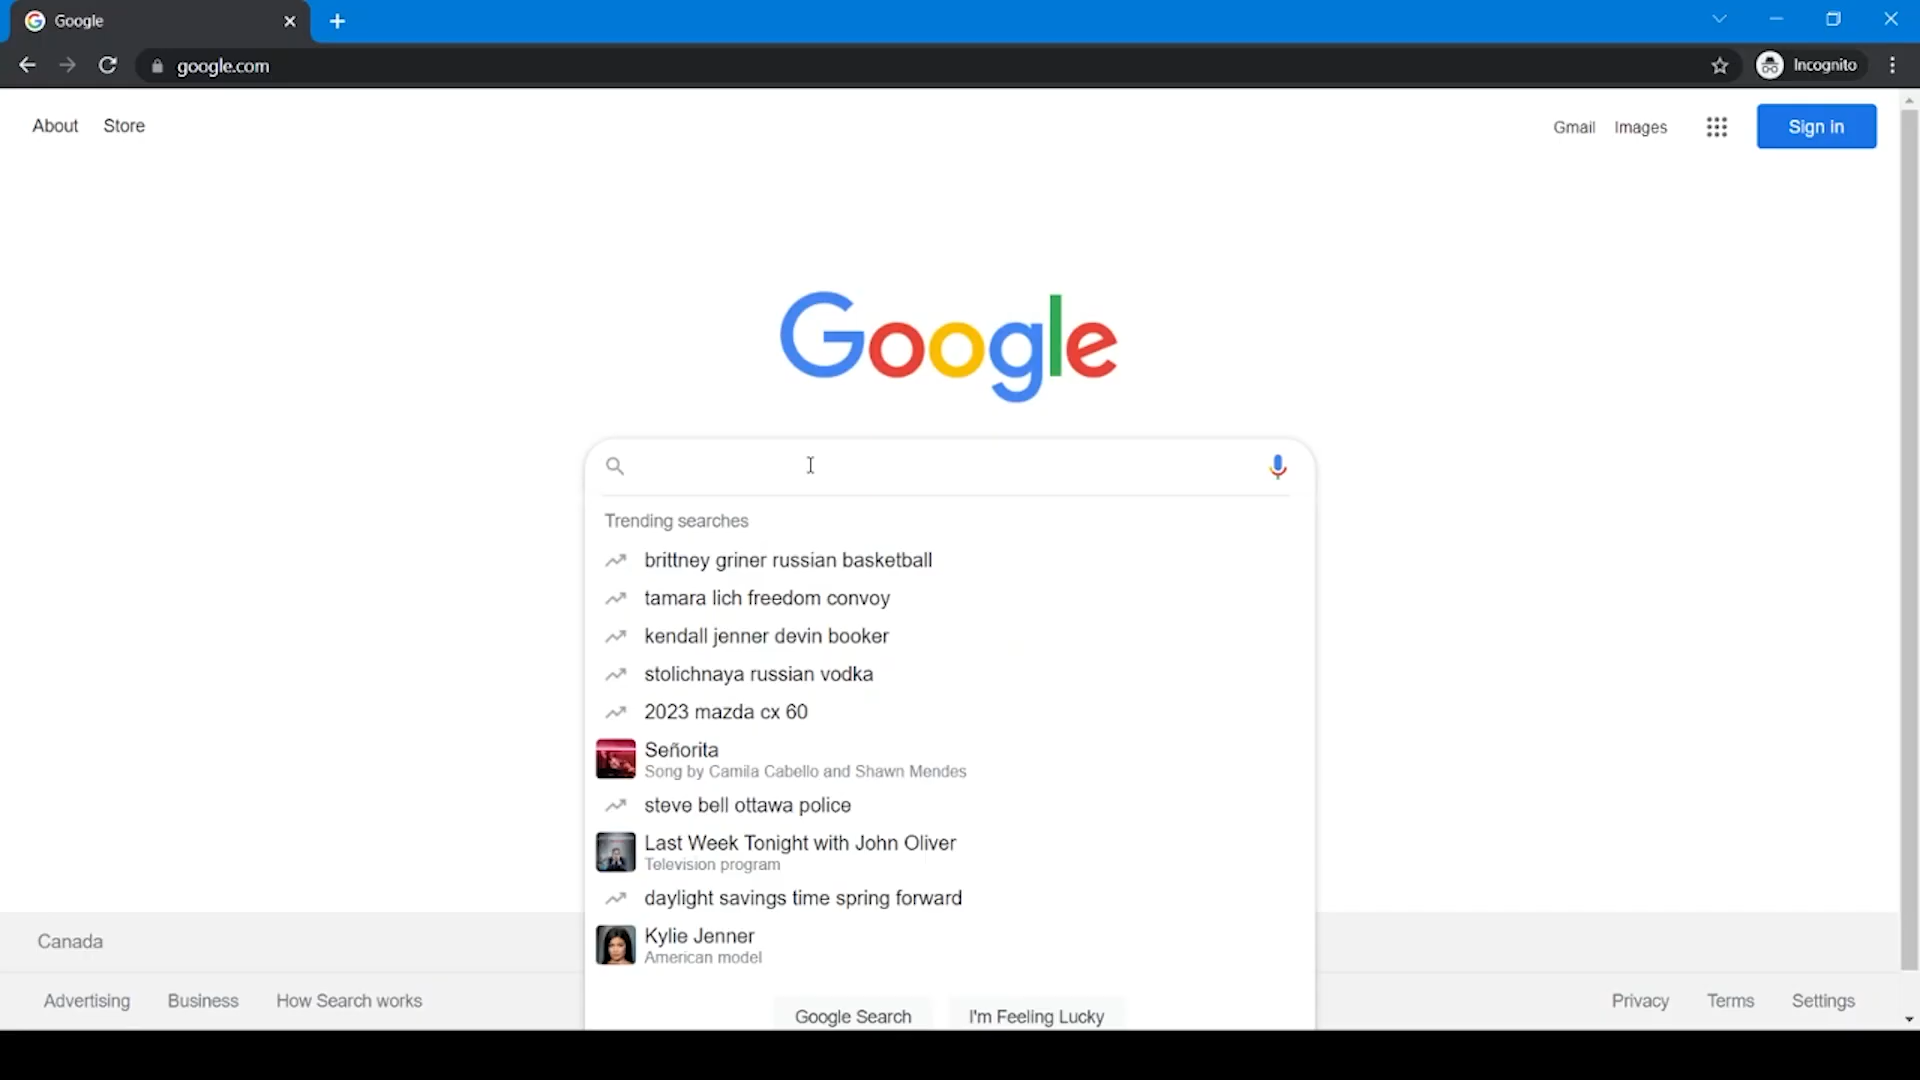 Google
google.com
Incognito
About Store
Gmail Images
Sign in
Google
Trending searches
brittney griner russian basketball
tamara lich freedom convoy
kendall jenner devin booker
stolichnaya russian vodka
2023 mazda cx 60
Señorita
Song by Camila Cabello and Shawn Mendes
steve bell ottawa police
Last Week Tonight with John Oliver
Television program
daylight savings time spring forward
Kylie Jenner
American model
Canada
Advertising Business How Search works
Google Search I'm Feeling Lucky
Privacy Terms Settings